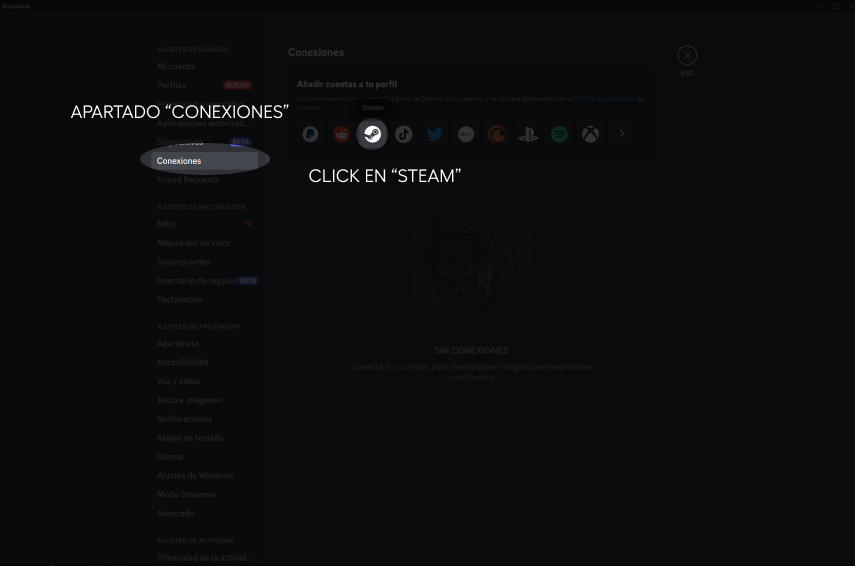 Discord
AJUSTES DE USUARIO
Mi cuenta
Perfiles NUEVO
APARTADO “CONEXIONES”
Aplicaciones autorizad...
Dispositivos BETA
Conexiones
Friend Requests
AJUSTES DE FACTURACIÓN
Nitro
Mejora del servidor
Suscripciones
Inventario de regalos BETA
Facturación
AJUSTES DE APLICACIÓN
Apariencia
Accesibilidad
Voz y vídeo
Texto e imágenes
Notificaciones
Atajos de teclado
Idioma
Ajustes de Windows
Modo Streamer
Avanzado
AJUSTES DE ACTIVIDAD
Privacidad de la activid...
Conexiones
ESC
Añadir cuentas a tu perfil
Esta información no fuera de Discord sin tu permiso y se utilizará de acuerdo con la Política de privacidad de
Discord.
Steam
CLICK EN “STEAM”
SIN CONEXIONES
Conecta tus cuentas para desbloquear integraciones especiales
con Discord